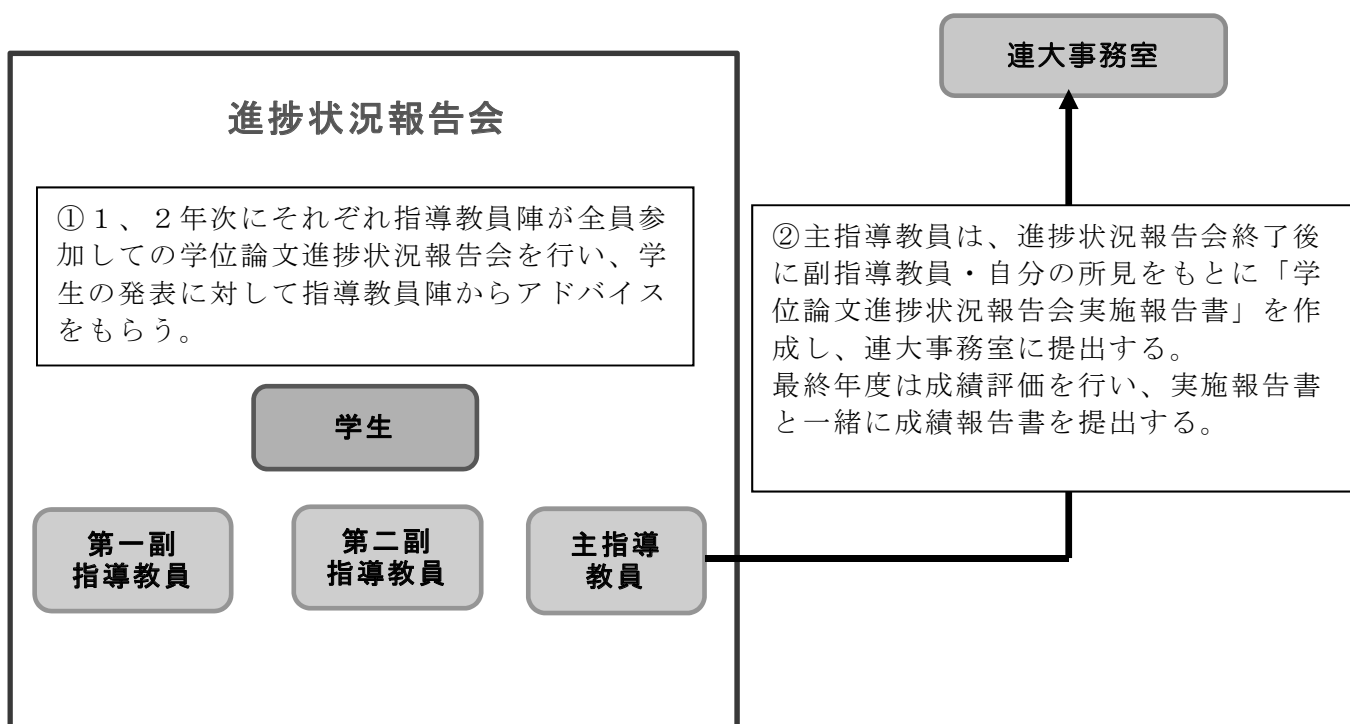 連大事務室
進捗状況報告会
①１、２年次にそれぞれ指導教員陣が全員参
加しての学位論文進捗状況報告会を行い、学
生の発表に対して指導教員陣からアドバイス
をもらう。
②主指導教員は、進捗状況報告会終了後
に副指導教員・自分の所見をもとに「学
位論文進捗状況報告会実施報告書」を作
成し、連大事務室に提出する。
最終年度は成績評価を行い、実施報告書
と一緒に成績報告書を提出する。
学生
第一副
指導教員
第二副
指導教員
主指導
教員